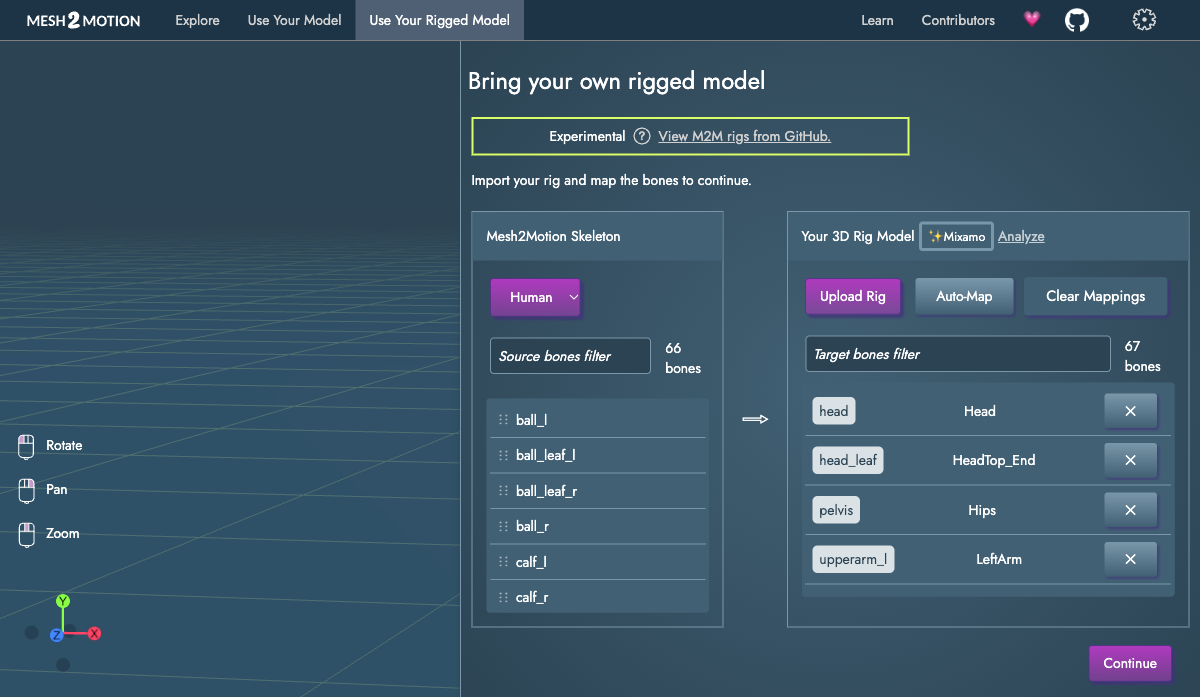 MESH2MOTION
Explore
Use Your Model
Use Your Rigged Model
Learn
Contributors
Bring your own rigged model
Experimental ? View M2M rigs from GitHub.
Import your rig and map the bones to continue.
Mesh2Motion Skeleton
Human
Source bones filter
66
bones
ball_l
ball_leaf_l
ball_leaf_r
ball_r
calf_l
calf_r
Your 3D Rig Model ✨Mixamo Analyze
Upload Rig
Auto-Map
Clear Mappings
Target bones filter
67
bones
head Head ✕
head_leaf HeadTop_End ✕
pelvis Hips ✕
upperarm_l LeftArm ✕
Continue
Rotate
Pan
Zoom
Y
Z
X